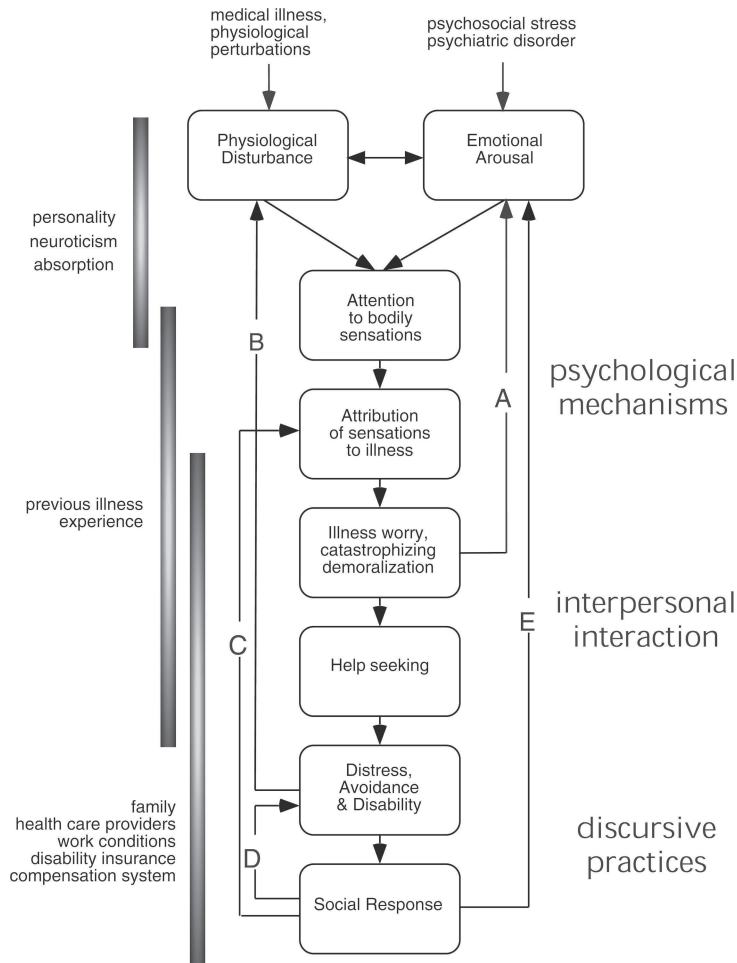 medical illness,
physiological
perturbations
psychosocial stress
psychiatric disorder
Physiological
Disturbance
Emotional
Arousal
personality
neuroticism
absorption
Attention
to bodily
sensations
B
A
psychological
mechanisms
Attribution
of sensations
to illness
previous illness
experience
Illness worry,
catastrophizing
demoralization
interpersonal
interaction
E
C
Help seeking
Distress,
Avoidance
& Disability
family
health care providers
work conditions
disability insurance
compensation system
D
discursive
practices
Social Response